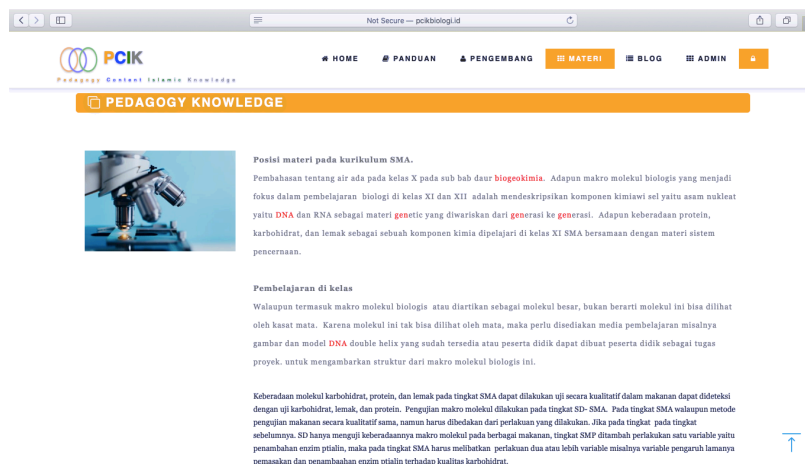 Not Secure — pcikbiologi.id
PCIK
Pedagogy Content Islamic Knowledge
HOME PANDUAN PENGEMBANG MATERI BLOG ADMIN
PEDAGOGY KNOWLEDGE
Posisi materi pada kurikulum SMA.
Pembahasan tentang air ada pada kelas X pada sub bab daur biogeokimia. Adapun makro molekul biologis yang menjadi
fokus dalam pembelajaran biologi di kelas XI dan XII adalah mendeskripsikan komponen kimiawi sel yaitu asam nukleat
yaitu DNA dan RNA sebagai materi genetic yang diwariskan dari generasi ke generasi. Adapun keberadaan protein,
karbohidrat, dan lemak sebagai sebuah komponen kimia dipelajari di kelas XI SMA bersamaan dengan materi sistem
pencernaan.
Pembelajaran di kelas
Walaupun termasuk makro molekul biologis atau diartikan sebagai molekul besar, bukan berarti molekul ini bisa dilihat
oleh kasat mata. Karena molekul ini tak bisa dilihat oleh mata, maka perlu disediakan media pembelajaran misalnya
gambar dan model DNA double helix yang sudah tersedia atau peserta didik dapat dibuat peserta didik sebagai tugas
proyek. untuk mengambarkan struktur dari makro molekul biologis ini.
Keberadaan molekul karbohidrat, protein, dan lemak pada tingkat SMA dapat dilakukan uji secara kualitatif dalam makanan dapat dideteksi
dengan uji karbohidrat, lemak, dan protein. Pengujian makro molekul dilakukan pada tingkat SD- SMA. Pada tingkat SMA walaupun metode
pengujian makanan secara kualitatif sama, namun harus dibedakan dari perlakuan yang dilakukan. Jika pada tingkat pada tingkat
sebelumnya. SD hanya menguji keberadaannya makro molekul pada berbagai makanan, tingkat SMP ditambah perlakukan satu variable yaitu
penambahan enzim ptialin, maka pada tingkat SMA harus melibatkan perlakuan dua atau lebih variable misalnya variable pengaruh lamanya
pemasakan dan penambaahan enzim ptialin terhadap kualitas karbohidrat.